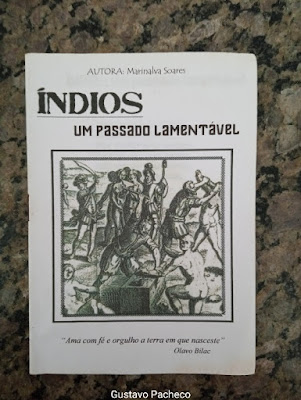 AUTORA: Marinalva Soares
ÍNDIOS
UM PASSADO LAMENTÁVEL
"Ama com fé e orgulho a terra em que nasceste"
Olavo Bilac
Gustavo Pacheco